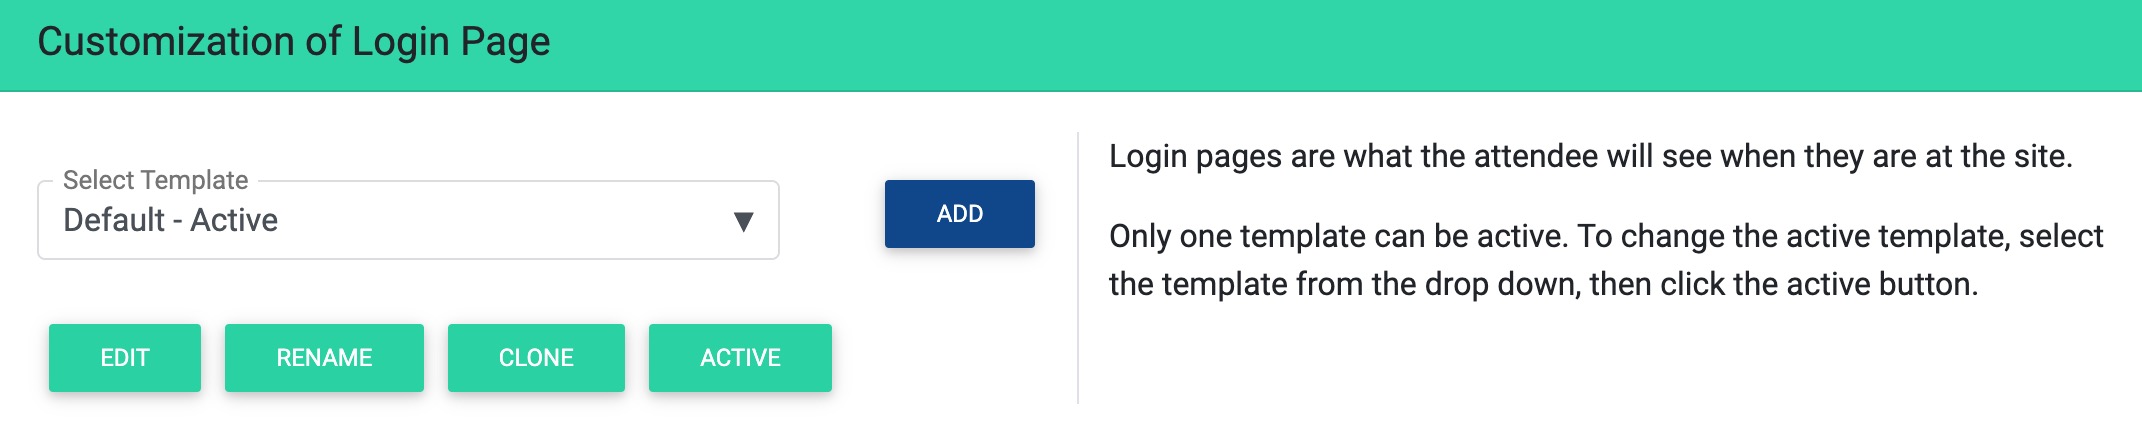 Customization of Login Page
Select Template
Default - Active
▼
ADD
EDIT
RENAME
CLONE
ACTIVE
Login pages are what the attendee will see when they are at the site.
Only one template can be active. To change the active template, select
the template from the drop down, then click the active button.